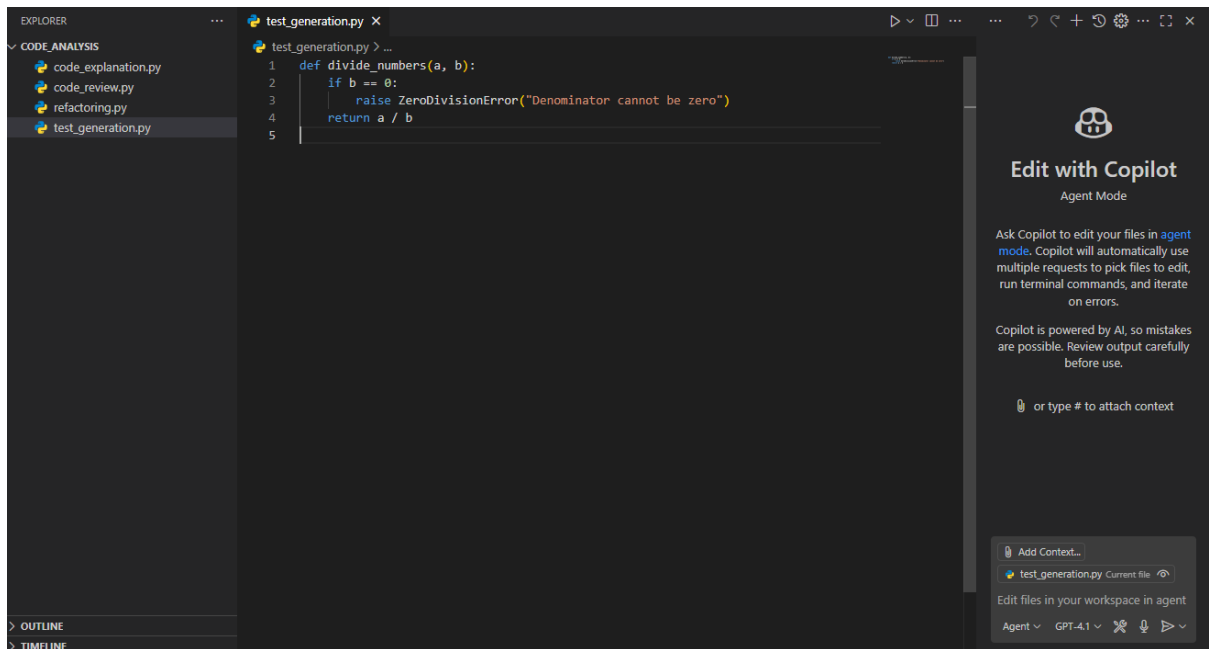 EXPLORER
CODE_ANALYSIS
code_explanation.py
code_review.py
refactoring.py
test_generation.py
OUTLINE
TIMELINE
test_generation.py
test_generation.py > ...
1 def divide_numbers(a, b):
2 if b == 0:
3 raise ZeroDivisionError("Denominator cannot be zero")
4 return a / b
5
Edit with Copilot
Agent Mode
Ask Copilot to edit your files in agent
mode. Copilot will automatically use
multiple requests to pick files to edit,
run terminal commands, and iterate
on errors.
Copilot is powered by AI, so mistakes
are possible. Review output carefully
before use.
or type # to attach context
Add Context...
test_generation.py Current file
Edit files in your workspace in agent
Agent GPT-4.1